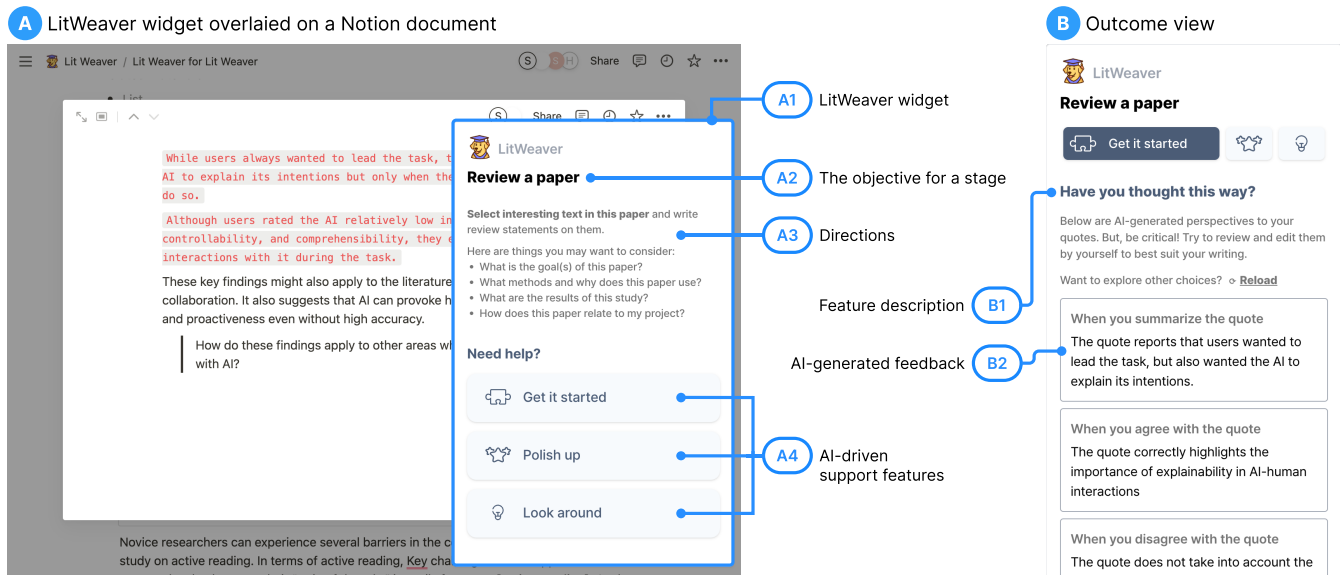 A LitWeaver widget overlaied on a Notion document
Lit Weaver / Lit Weaver for Lit Weaver
S S H Share
List
S Share
While users always wanted to lead the task, t
AI to explain its intentions but only when the
do so.
Although users rated the AI relatively low in
controllability, and comprehensibility, they e
interactions with it during the task.
These key findings might also apply to the literature
collaboration. It also suggests that AI can provoke h
and proactiveness even without high accuracy.
How do these findings apply to other areas wh
with AI?
Novice researchers can experience several barriers in the c
study on active reading. In terms of active reading, Key cha
LitWeaver
Review a paper
Select interesting text in this paper and write
review statements on them.
Here are things you may want to consider:
• What is the goal(s) of this paper?
• What methods and why does this paper use?
• What are the results of this study?
• How does this paper relate to my project?
Need help?
Get it started
Polish up
Look around
A1 LitWeaver widget
A2 The objective for a stage
A3 Directions
Feature description B1
AI-generated feedback B2
A4 AI-driven
support features
B Outcome view
LitWeaver
Review a paper
Get it started
Have you thought this way?
Below are AI-generated perspectives to your
quotes. But, be critical! Try to review and edit them
by yourself to best suit your writing.
Want to explore other choices? Reload
When you summarize the quote
The quote reports that users wanted to
lead the task, but also wanted the AI to
explain its intentions.
When you agree with the quote
The quote correctly highlights the
importance of explainability in AI-human
interactions
When you disagree with the quote
The quote does not take into account the